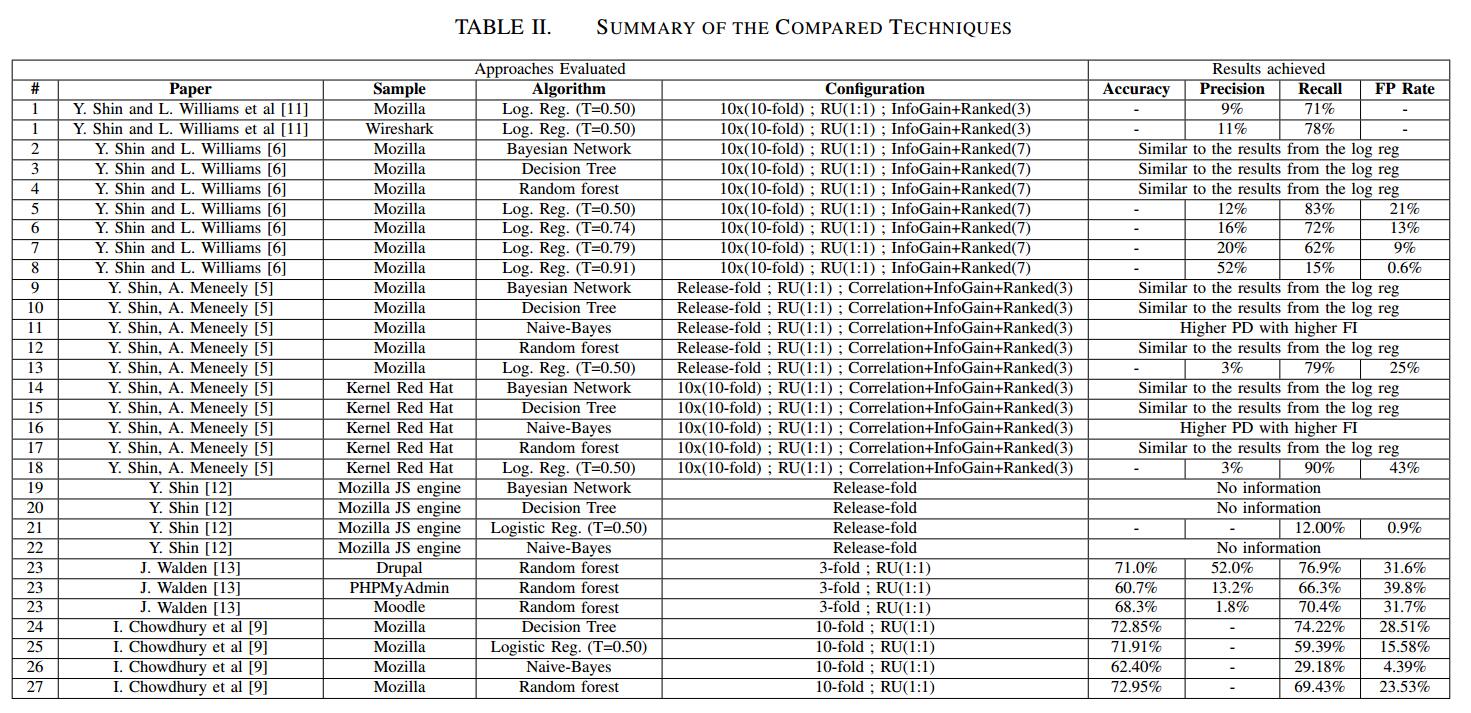 TABLE II. SUMMARY OF THE COMPARED TECHNIQUES
Approaches Evaluated Results achieved
# Paper Sample Algorithm Configuration Accuracy Precision Recall FP Rate
1 Y. Shin and L. Williams et al [11] Mozilla Log. Reg. (T=0.50) 10x(10-fold) ; RU(1:1) ; InfoGain+Ranked(3) - 9% 71% -
1 Y. Shin and L. Williams et al [11] Wireshark Log. Reg. (T=0.50) 10x(10-fold) ; RU(1:1) ; InfoGain+Ranked(3) - 11% 78% -
2 Y. Shin and L. Williams [6] Mozilla Bayesian Network 10x(10-fold) ; RU(1:1) ; InfoGain+Ranked(7) Similar to the results from the log reg
3 Y. Shin and L. Williams [6] Mozilla Decision Tree 10x(10-fold) ; RU(1:1) ; InfoGain+Ranked(7) Similar to the results from the log reg
4 Y. Shin and L. Williams [6] Mozilla Random forest 10x(10-fold) ; RU(1:1) ; InfoGain+Ranked(7) Similar to the results from the log reg
5 Y. Shin and L. Williams [6] Mozilla Log. Reg. (T=0.50) 10x(10-fold) ; RU(1:1) ; InfoGain+Ranked(7) - 12% 83% 21%
6 Y. Shin and L. Williams [6] Mozilla Log. Reg. (T=0.74) 10x(10-fold) ; RU(1:1) ; InfoGain+Ranked(7) - 16% 72% 13%
7 Y. Shin and L. Williams [6] Mozilla Log. Reg. (T=0.79) 10x(10-fold) ; RU(1:1) ; InfoGain+Ranked(7) - 20% 62% 9%
8 Y. Shin and L. Williams [6] Mozilla Log. Reg. (T=0.91) 10x(10-fold) ; RU(1:1) ; InfoGain+Ranked(7) - 52% 15% 0.6%
9 Y. Shin, A. Meneely [5] Mozilla Bayesian Network Release-fold ; RU(1:1) ; Correlation+InfoGain+Ranked(3) Similar to the results from the log reg
10 Y. Shin, A. Meneely [5] Mozilla Decision Tree Release-fold ; RU(1:1) ; Correlation+InfoGain+Ranked(3) Similar to the results from the log reg
11 Y. Shin, A. Meneely [5] Mozilla Naive-Bayes Release-fold ; RU(1:1) ; Correlation+InfoGain+Ranked(3) Higher PD with higher FI
12 Y. Shin, A. Meneely [5] Mozilla Random forest Release-fold ; RU(1:1) ; Correlation+InfoGain+Ranked(3) Similar to the results from the log reg
13 Y. Shin, A. Meneely [5] Mozilla Log. Reg. (T=0.50) Release-fold ; RU(1:1) ; Correlation+InfoGain+Ranked(3) - 3% 79% 25%
14 Y. Shin, A. Meneely [5] Kernel Red Hat Bayesian Network 10x(10-fold) ; RU(1:1) ; Correlation+InfoGain+Ranked(3) Similar to the results from the log reg
15 Y. Shin, A. Meneely [5] Kernel Red Hat Decision Tree 10x(10-fold) ; RU(1:1) ; Correlation+InfoGain+Ranked(3) Similar to the results from the log reg
16 Y. Shin, A. Meneely [5] Kernel Red Hat Naive-Bayes 10x(10-fold) ; RU(1:1) ; Correlation+InfoGain+Ranked(3) Higher PD with higher FI
17 Y. Shin, A. Meneely [5] Kernel Red Hat Random forest 10x(10-fold) ; RU(1:1) ; Correlation+InfoGain+Ranked(3) Similar to the results from the log reg
18 Y. Shin, A. Meneely [5] Kernel Red Hat Log. Reg. (T=0.50) 10x(10-fold) ; RU(1:1) ; Correlation+InfoGain+Ranked(3) - 3% 90% 43%
19 Y. Shin [12] Mozilla JS engine Bayesian Network Release-fold No information
20 Y. Shin [12] Mozilla JS engine Decision Tree Release-fold No information
21 Y. Shin [12] Mozilla JS engine Logistic Reg. (T=0.50) Release-fold - - 12.00% 0.9%
22 Y. Shin [12] Mozilla JS engine Naive-Bayes Release-fold No information
23 J. Walden [13] Drupal Random forest 3-fold ; RU(1:1) 71.0% 52.0% 76.9% 31.6%
23 J. Walden [13] PHPMyAdmin Random forest 3-fold ; RU(1:1) 60.7% 13.2% 66.3% 39.8%
23 J. Walden [13] Moodle Random forest 3-fold ; RU(1:1) 68.3% 1.8% 70.4% 31.7%
24 I. Chowdhury et al [9] Mozilla Decision Tree 10-fold ; RU(1:1) 72.85% - 74.22% 28.51%
25 I. Chowdhury et al [9] Mozilla Logistic Reg. (T=0.50) 10-fold ; RU(1:1) 71.91% - 59.39% 15.58%
26 I. Chowdhury et al [9] Mozilla Naive-Bayes 10-fold ; RU(1:1) 62.40% - 29.18% 4.39%
27 I. Chowdhury et al [9] Mozilla Random forest 10-fold ; RU(1:1) 72.95% - 69.43% 23.53%